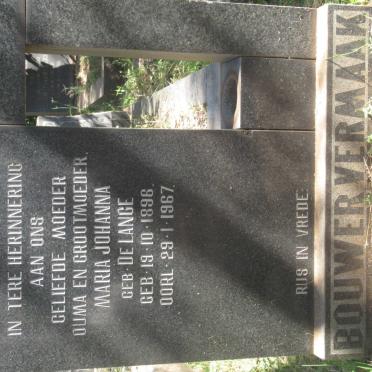 IN TERE HERINNERING
AAN ONS
GELIEFDE MOEDER
OUMA EN GROOTMOEDER.
MARIA JOHANNA
GEB. DE LANGE
GEB. 19·10·1896.
OORL. 29·1·1967.
RUS IN VREDE.
BOUWER VERMAAK